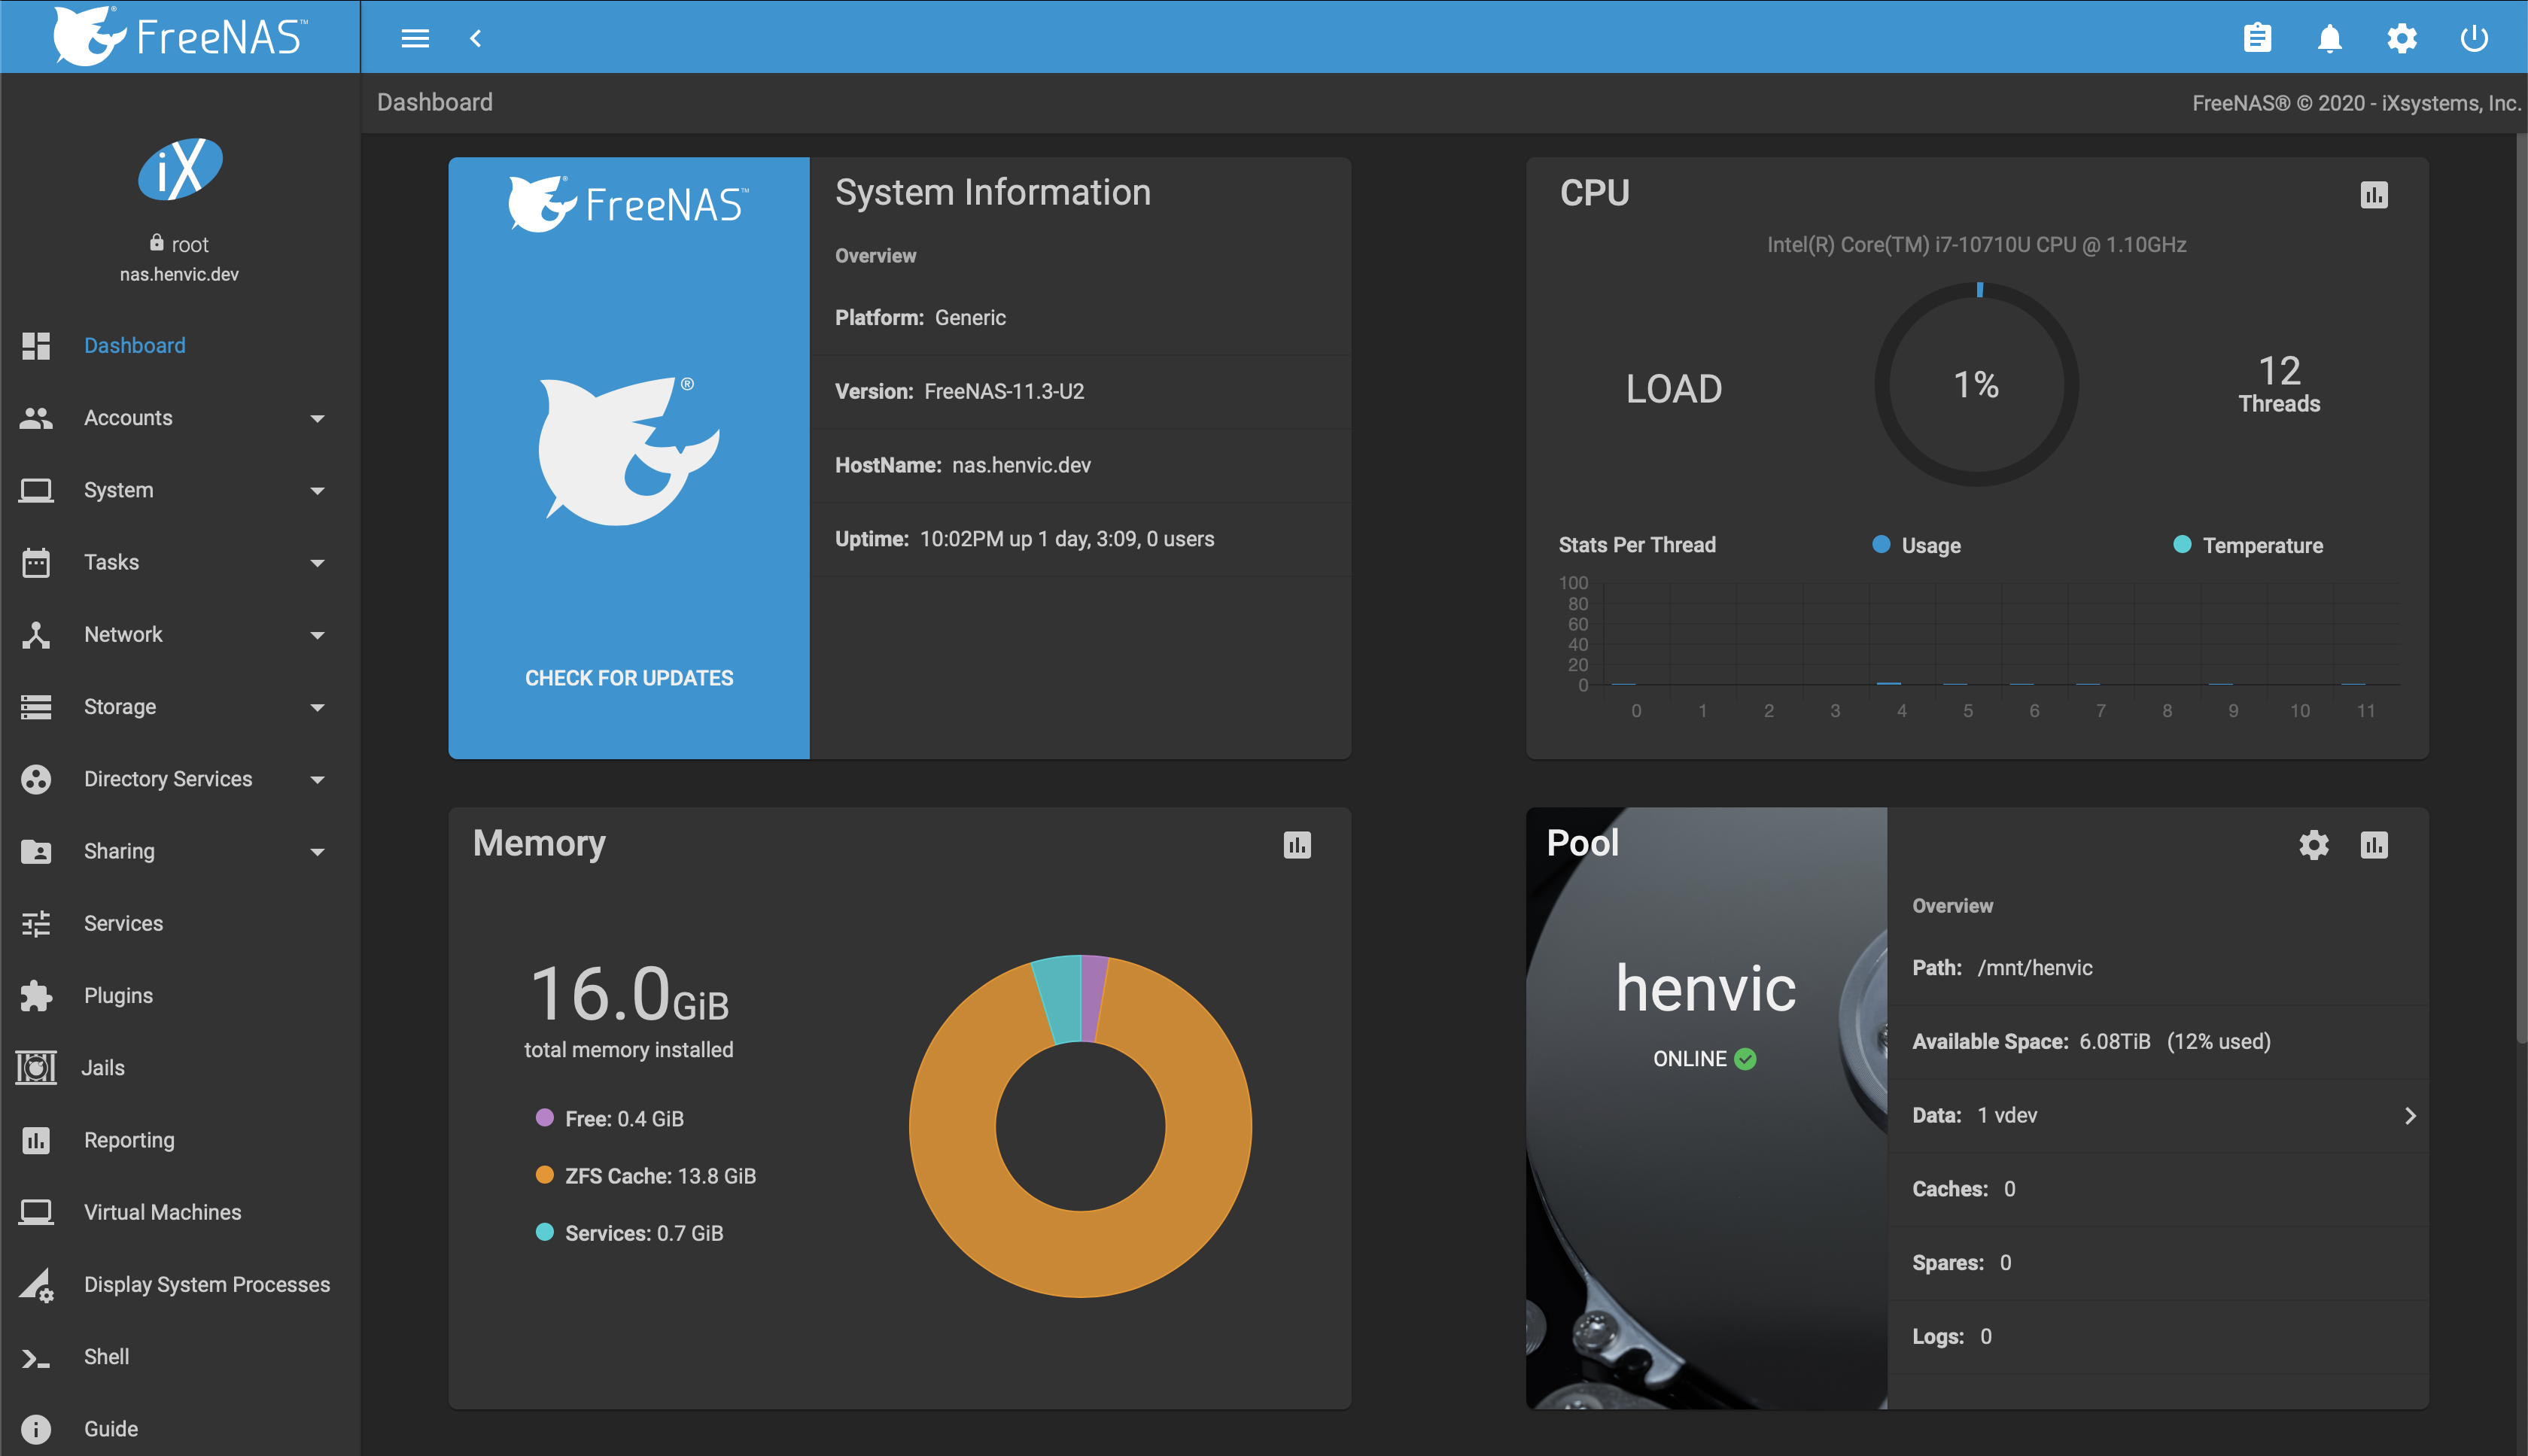 FreeNAS™
Dashboard
FreeNAS® © 2020 - iXsystems, Inc.
iX
root
nas.henvic.dev
Dashboard
Accounts
System
Tasks
Network
Storage
Directory Services
Sharing
Services
Plugins
Jails
Reporting
Virtual Machines
Display System Processes
Shell
Guide
FreeNAS™
®
CHECK FOR UPDATES
System Information
Overview
Platform: Generic
Version: FreeNAS-11.3-U2
HostName: nas.henvic.dev
Uptime: 10:02PM up 1 day, 3:09, 0 users
CPU
Intel(R) Core(TM) i7-10710U CPU @ 1.10GHz
LOAD
1%
12
Threads
Stats Per Thread
Usage
Temperature
100
80
60
40
20
0
0 1 2 3 4 5 6 7 8 9 10 11
Memory
16.0GiB
total memory installed
Free: 0.4 GiB
ZFS Cache: 13.8 GiB
Services: 0.7 GiB
Pool
henvic
ONLINE
Overview
Path: /mnt/henvic
Available Space: 6.08TiB (12% used)
Data: 1 vdev
Caches: 0
Spares: 0
Logs: 0